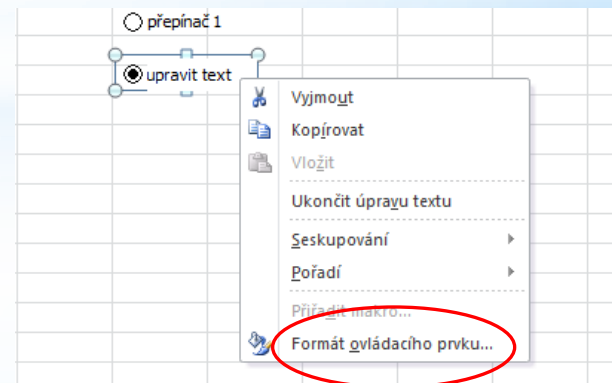 přepínač 1
upravit text
Vyjmout
Kopírovat
Vložit
Ukončit úpravu textu
Seskupování
Pořadí
Přiřadit makro...
Formát ovládacího prvku...